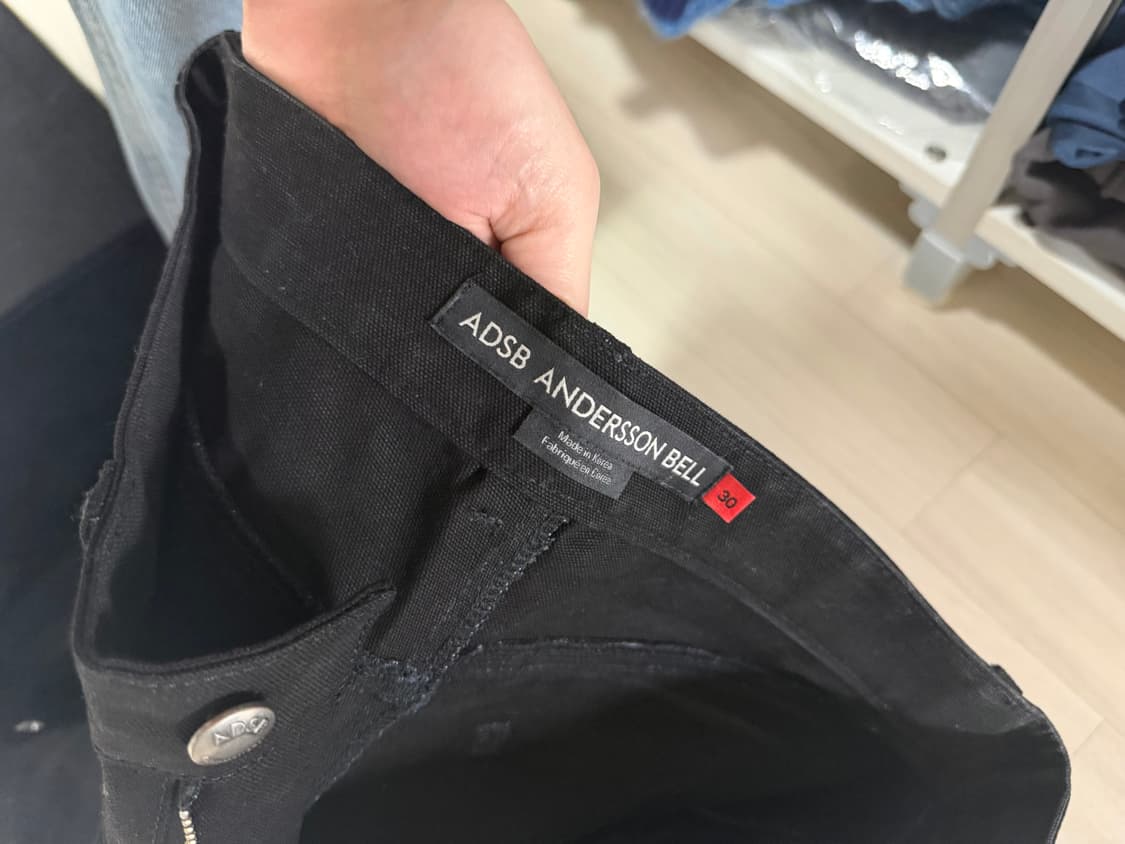 ADSB ANDERSSON BELL
30
Made in Korea
Fabriqué en Corée